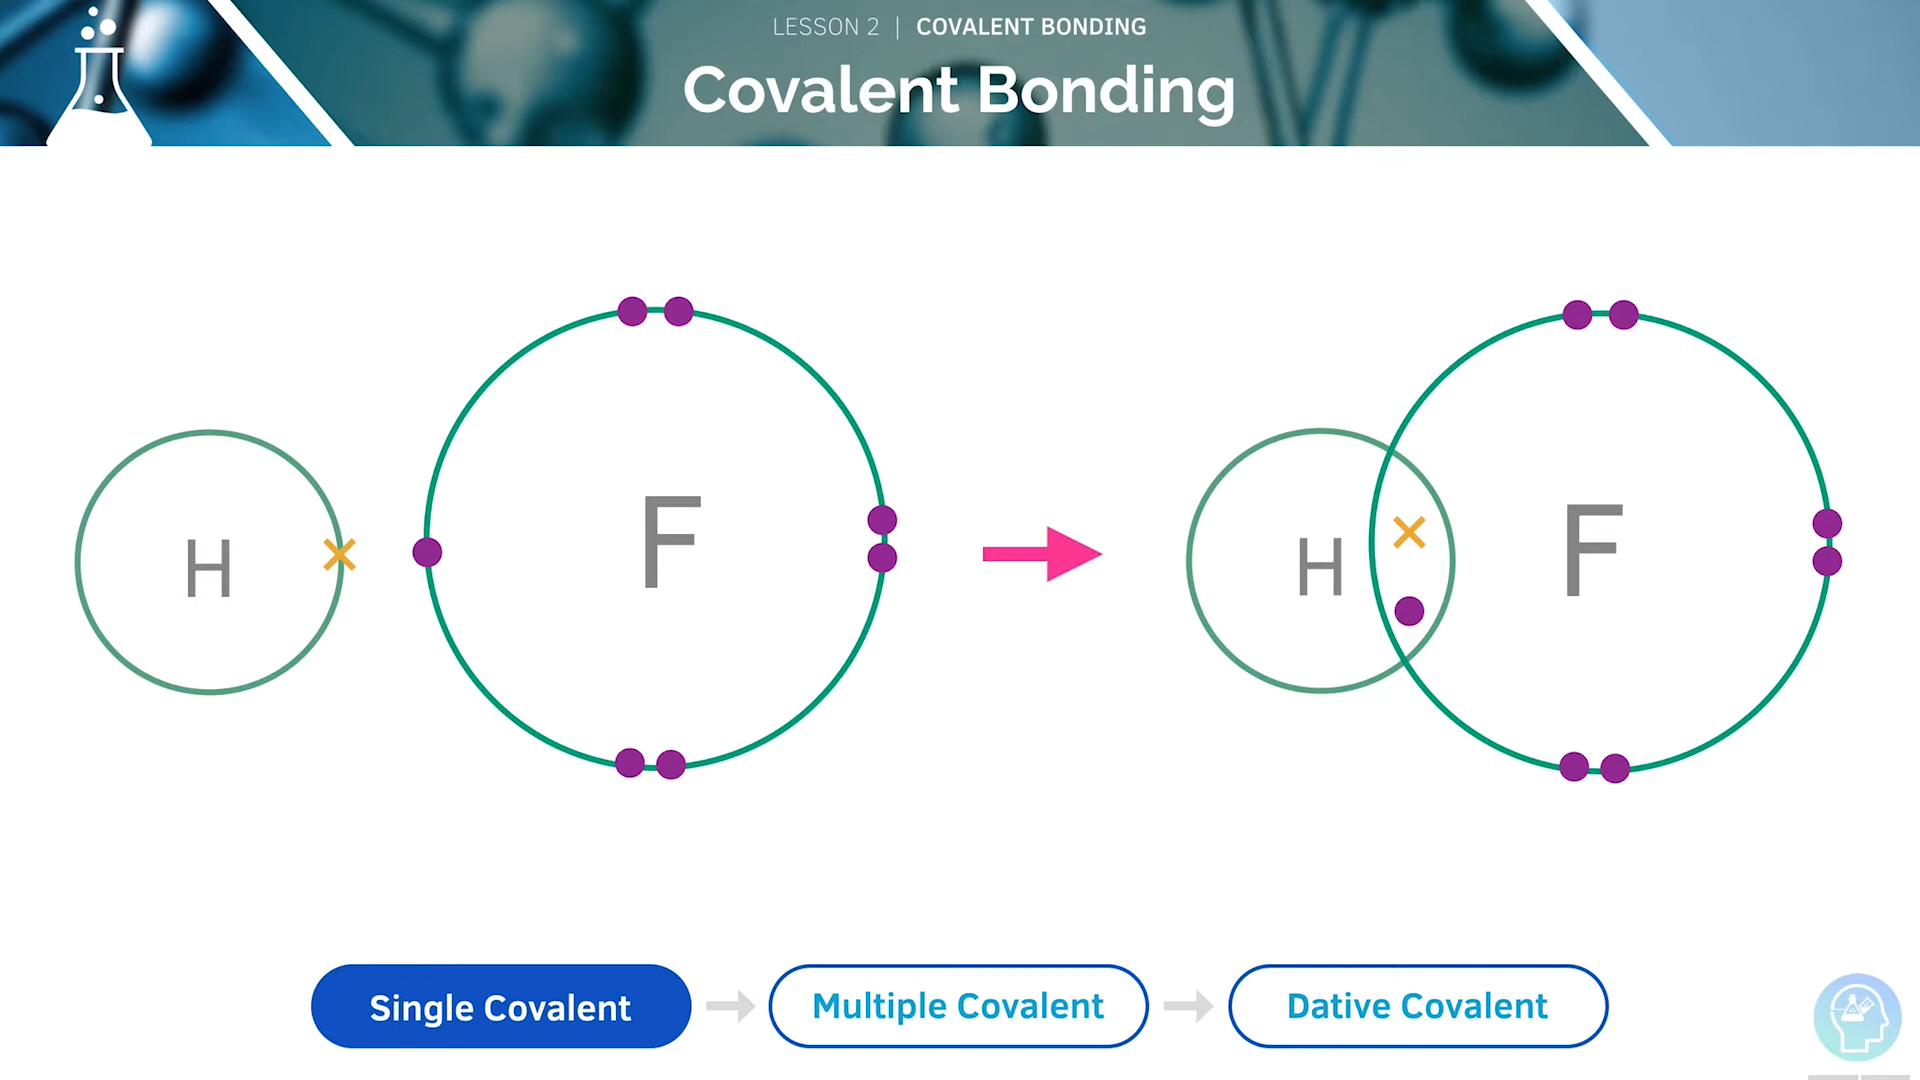 LESSON 2 | COVALENT BONDING
Covalent Bonding
H
F
H
F
Single Covalent
Multiple Covalent
Dative Covalent